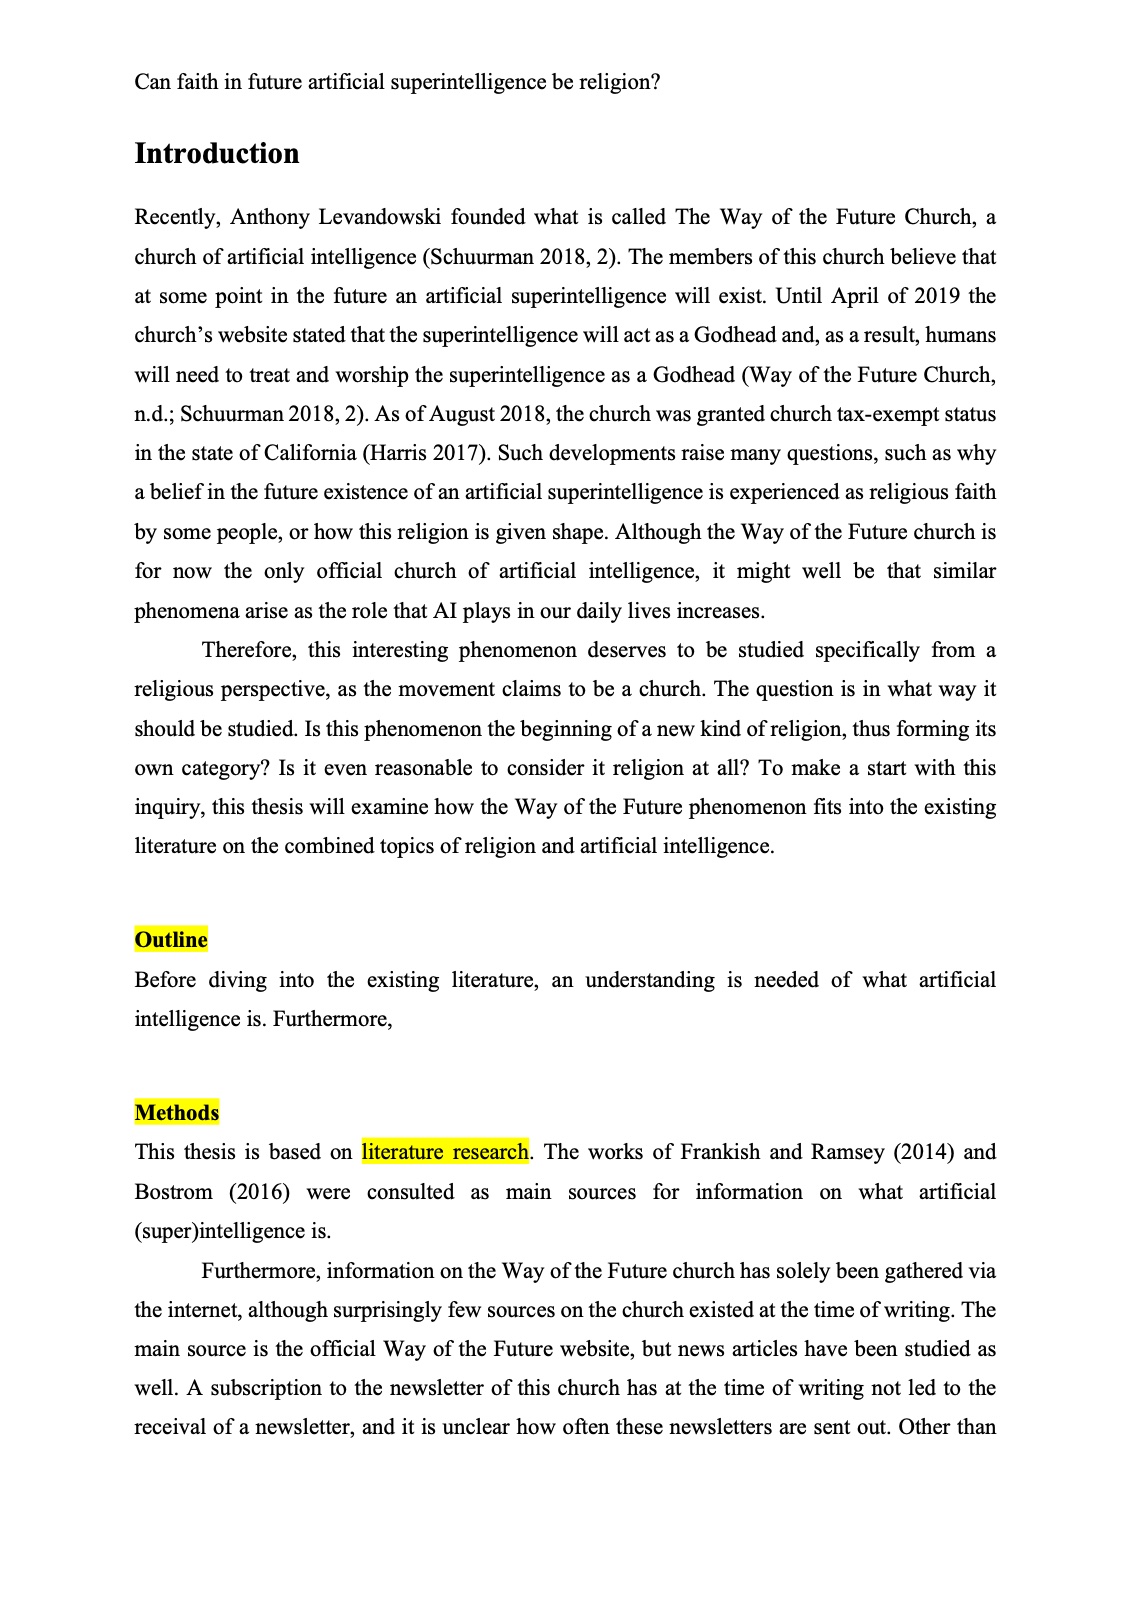 Can faith in future artificial superintelligence be religion?
Introduction
Recently, Anthony Levandowski founded what is called The Way of the Future Church, a
church of artificial intelligence (Schuurman 2018, 2). The members of this church believe that
at some point in the future an artificial superintelligence will exist. Until April of 2019 the
church’s website stated that the superintelligence will act as a Godhead and, as a result, humans
will need to treat and worship the superintelligence as a Godhead (Way of the Future Church,
n.d.; Schuurman 2018, 2). As of August 2018, the church was granted church tax-exempt status
in the state of California (Harris 2017). Such developments raise many questions, such as why
a belief in the future existence of an artificial superintelligence is experienced as religious faith
by some people, or how this religion is given shape. Although the Way of the Future church is
for now the only official church of artificial intelligence, it might well be that similar
phenomena arise as the role that AI plays in our daily lives increases.
Therefore, this interesting phenomenon deserves to be studied specifically from a
religious perspective, as the movement claims to be a church. The question is in what way it
should be studied. Is this phenomenon the beginning of a new kind of religion, thus forming its
own category? Is it even reasonable to consider it religion at all? To make a start with this
inquiry, this thesis will examine how the Way of the Future phenomenon fits into the existing
literature on the combined topics of religion and artificial intelligence.
Outline
Before diving into the existing literature, an understanding is needed of what artificial
intelligence is. Furthermore,
Methods
This thesis is based on literature research. The works of Frankish and Ramsey (2014) and
Bostrom (2016) were consulted as main sources for information on what artificial
(super)intelligence is.
Furthermore, information on the Way of the Future church has solely been gathered via
the internet, although surprisingly few sources on the church existed at the time of writing. The
main source is the official Way of the Future website, but news articles have been studied as
well. A subscription to the newsletter of this church has at the time of writing not led to the
receival of a newsletter, and it is unclear how often these newsletters are sent out. Other than